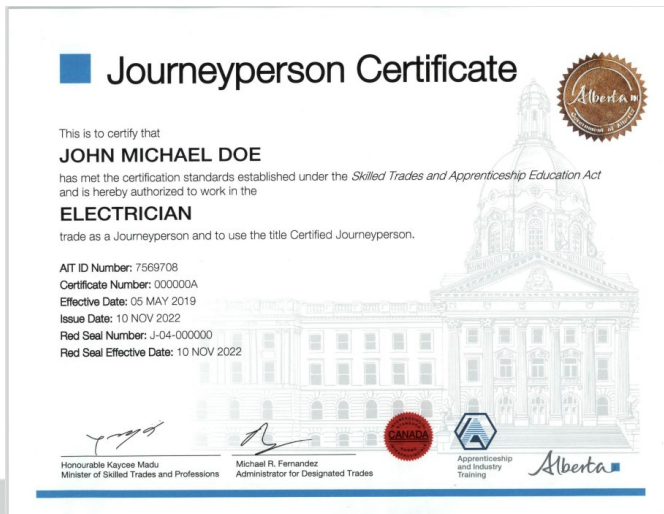 Journeyperson Certificate
Alberta
Government of Alberta
This is to certify that
JOHN MICHAEL DOE
has met the certification standards established under the Skilled Trades and Apprenticeship Education Act
and is hereby authorized to work in the
ELECTRICIAN
trade as a Journeyperson and to use the title Certified Journeyperson.
AIT ID Number: 7569708
Certificate Number: 000000A
Effective Date: 05 MAY 2019
Issue Date: 10 NOV 2022
Red Seal Number: J-04-000000
Red Seal Effective Date: 10 NOV 2022
CANADA
Honourable Kaycee Madu
Minister of Skilled Trades and Professions
Michael R. Fernandez
Administrator for Designated Trades
Apprenticeship
and Industry
Training
Alberta